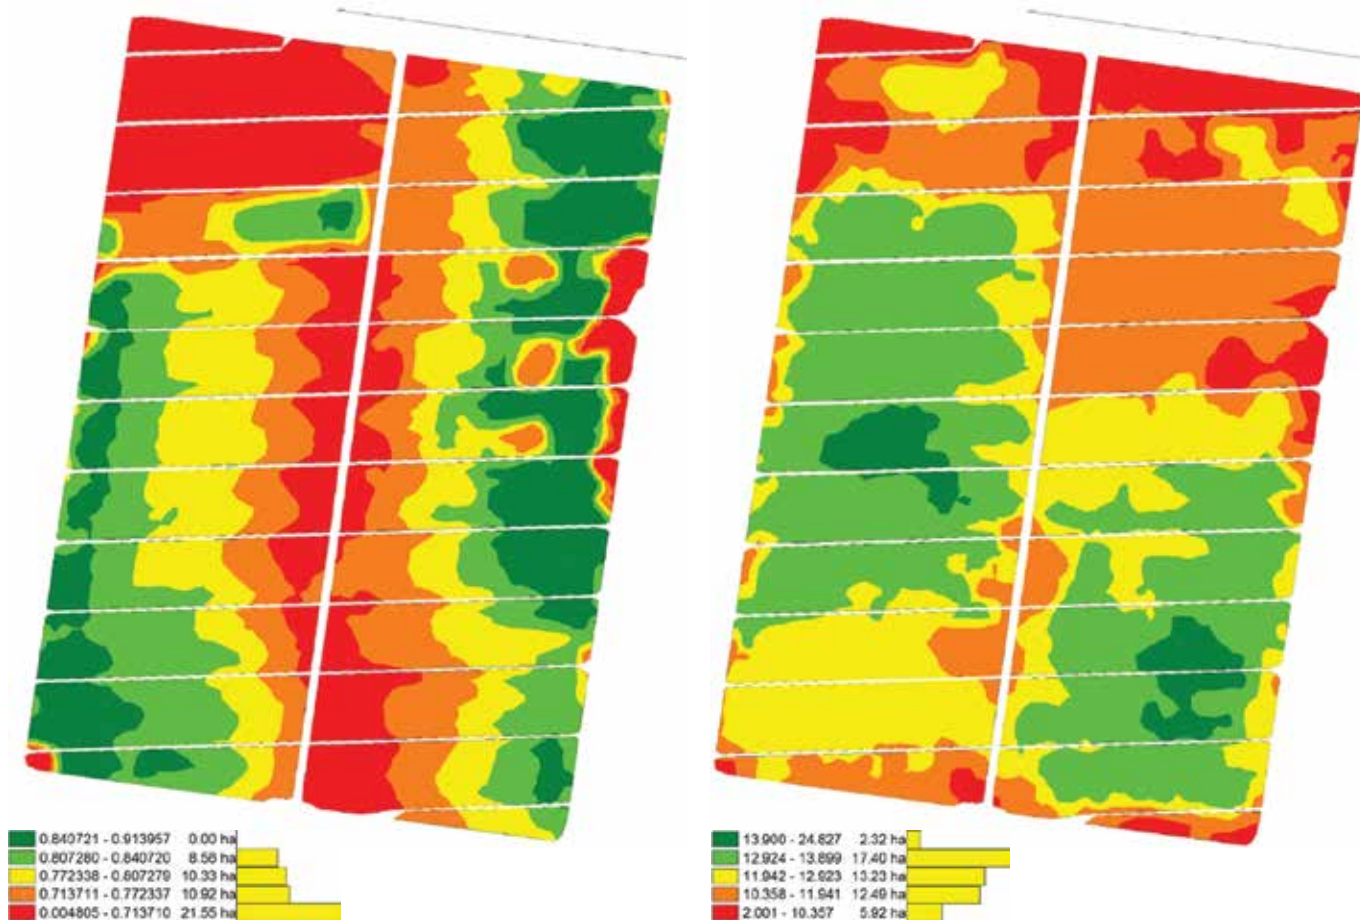 0.840721 - 0.913957 0.00 ha
0.807280 - 0.840720 8.58 ha
0.772338 - 0.807279 10.33 ha
0.713711 - 0.772337 10.92 ha
0.004805 - 0.713710 21.55 ha
13.900 - 24.827 2.32 ha
12.924 - 13.899 17.40 ha
11.942 - 12.923 13.23 ha
10.358 - 11.941 12.49 ha
2.001 - 10.357 5.92 ha